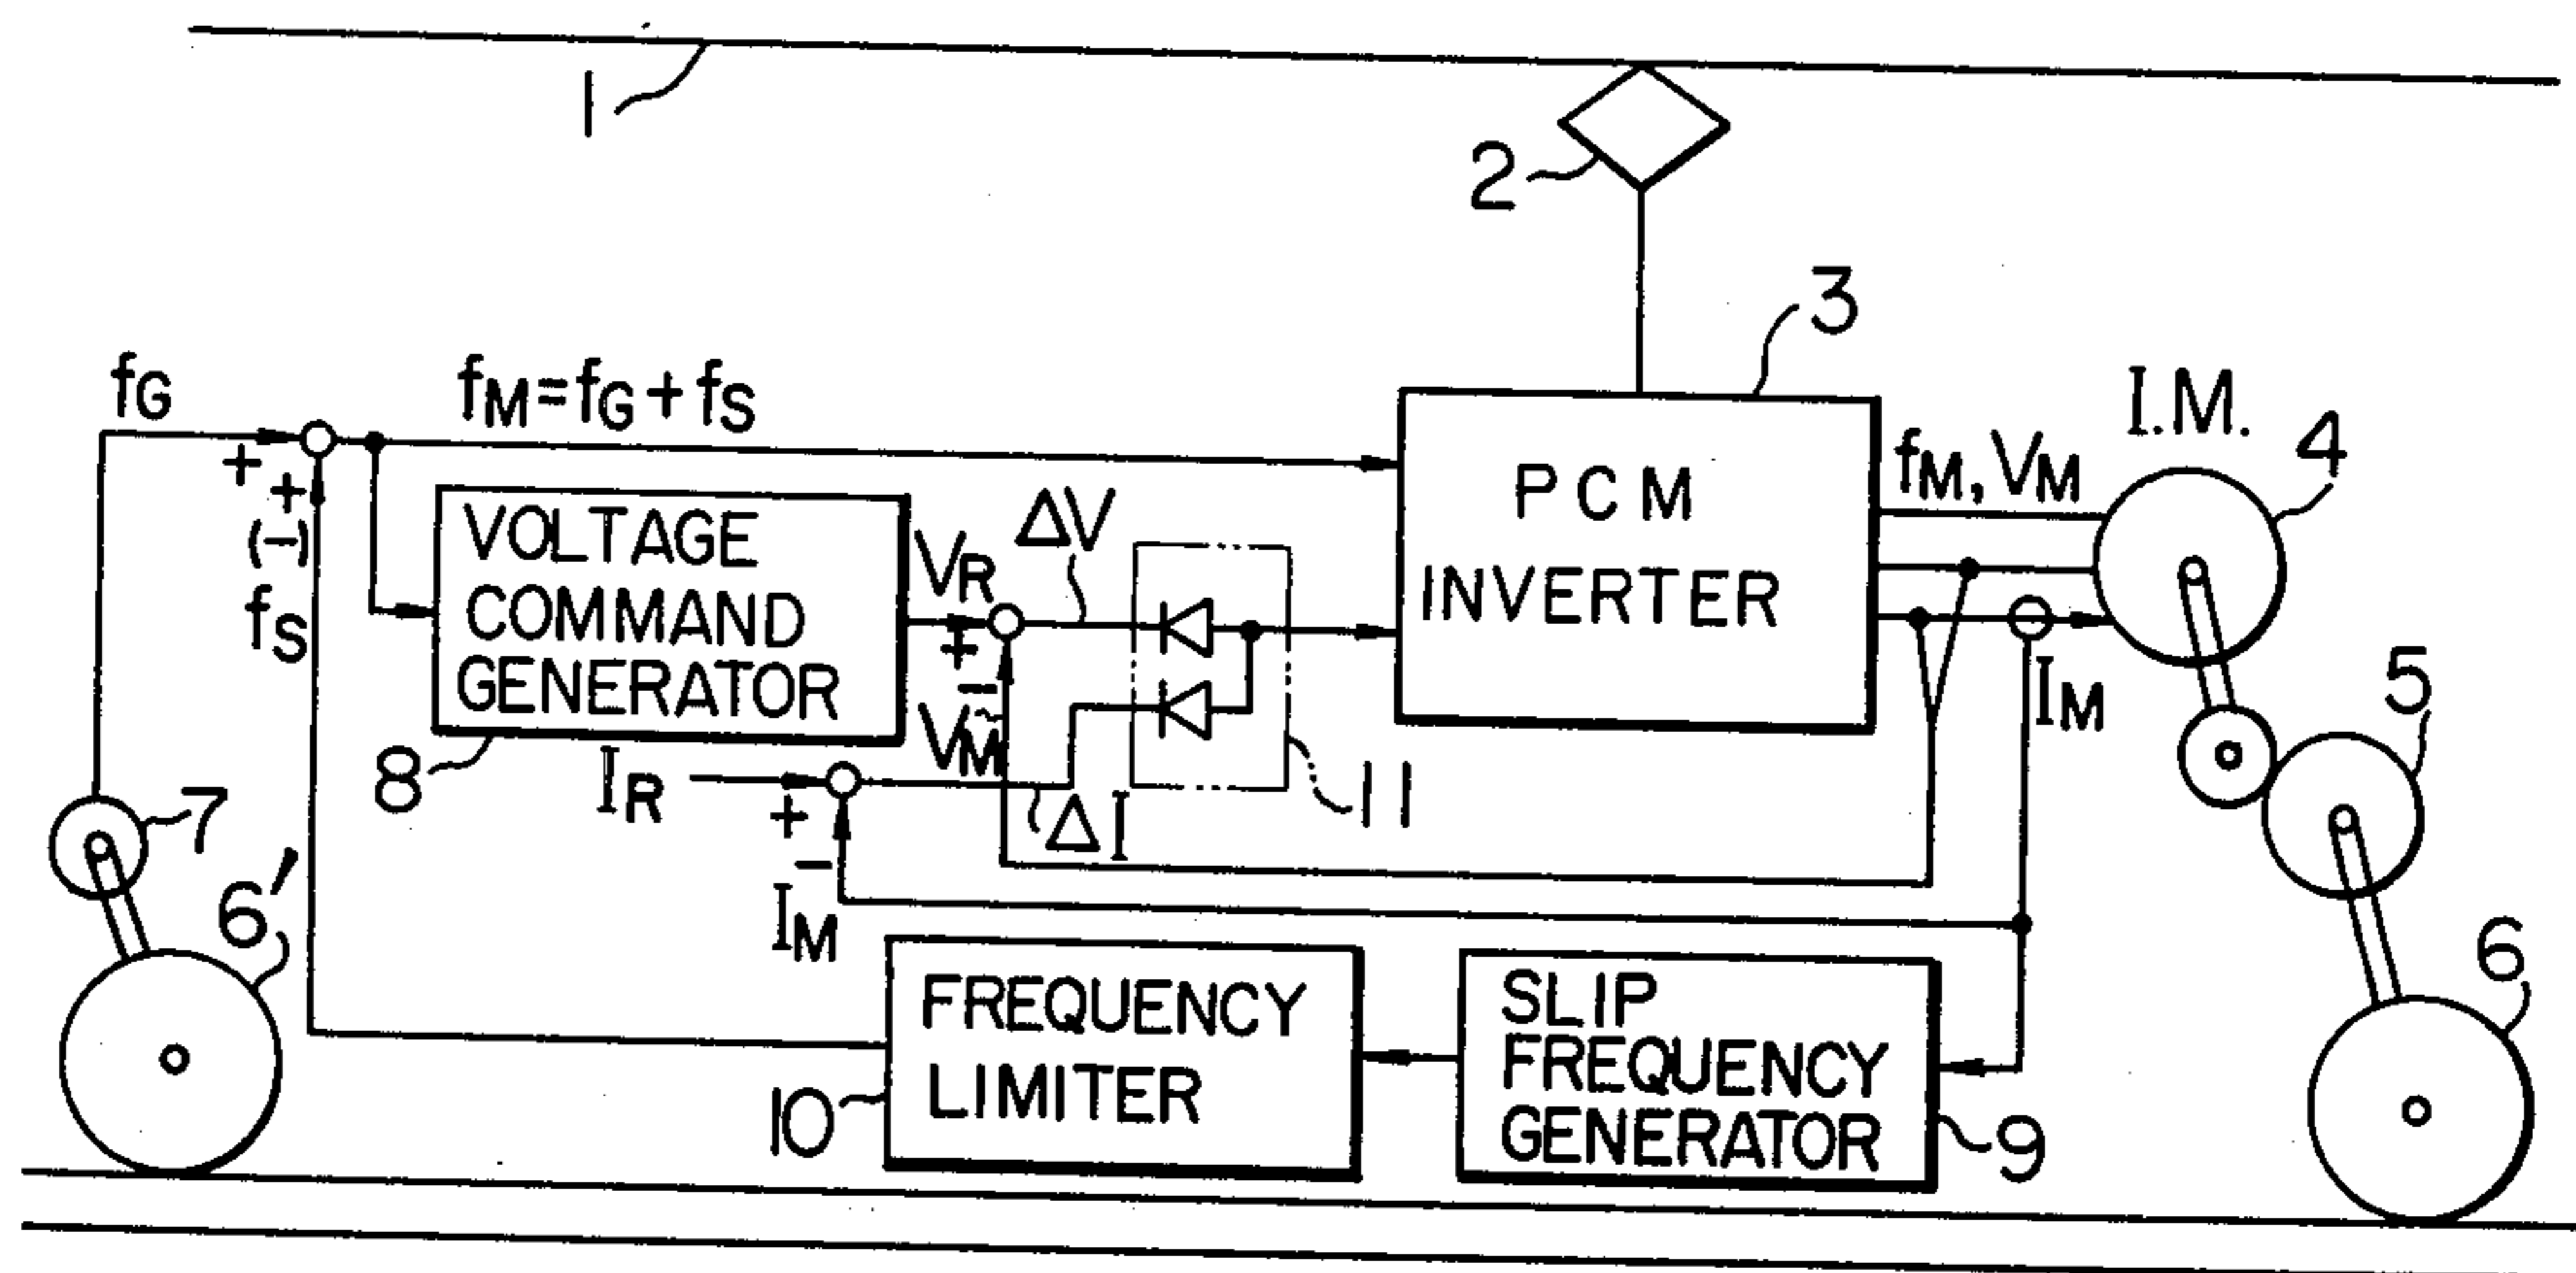 1
2
3
fG
fM=fG+fS
I.M.
4
fM, VM
PCM
INVERTER
+
+
(-)
fS
VOLTAGE
COMMAND
GENERATOR
VR
ΔV
+
-
VM
IM
5
8
IR
+
-
ΔI
11
7
6'
IM
6
FREQUENCY
LIMITER
10
SLIP
FREQUENCY
GENERATOR
9